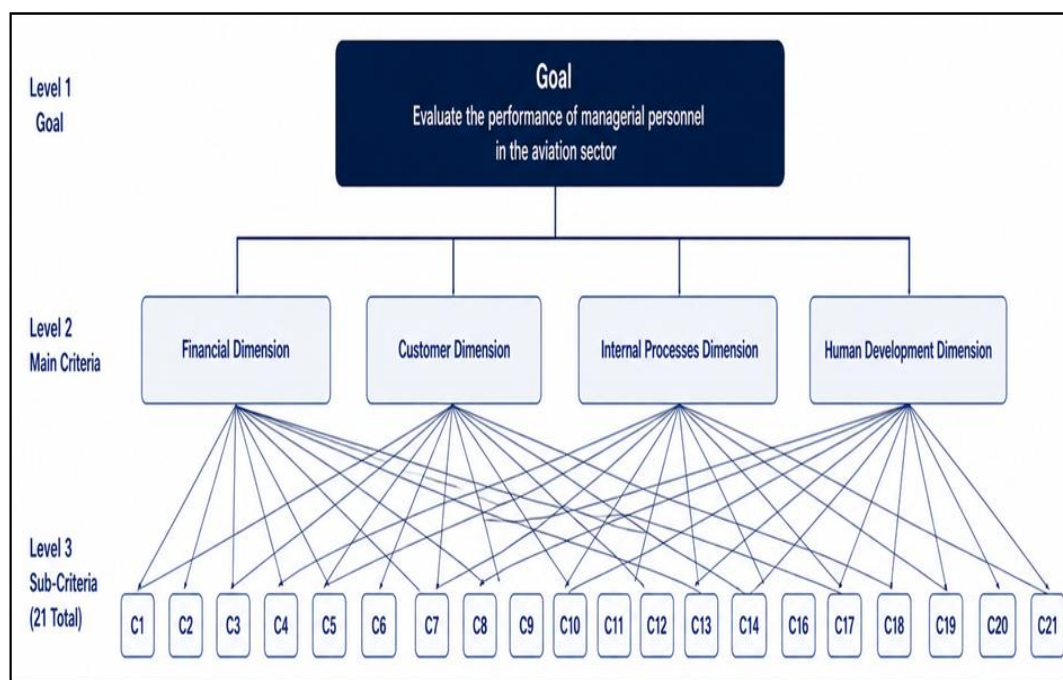 Level 1
Goal
Goal
Evaluate the performance of managerial personnel
in the aviation sector
Level 2
Main Criteria
Financial Dimension
Customer Dimension
Internal Processes Dimension
Human Development Dimension
Level 3
Sub-Criteria
(21 Total)
C1 C2 C3 C4 C5 C6 C7 C8 C9 C10 C11 C12 C13 C14 C16 C17 C18 C19 C20 C21